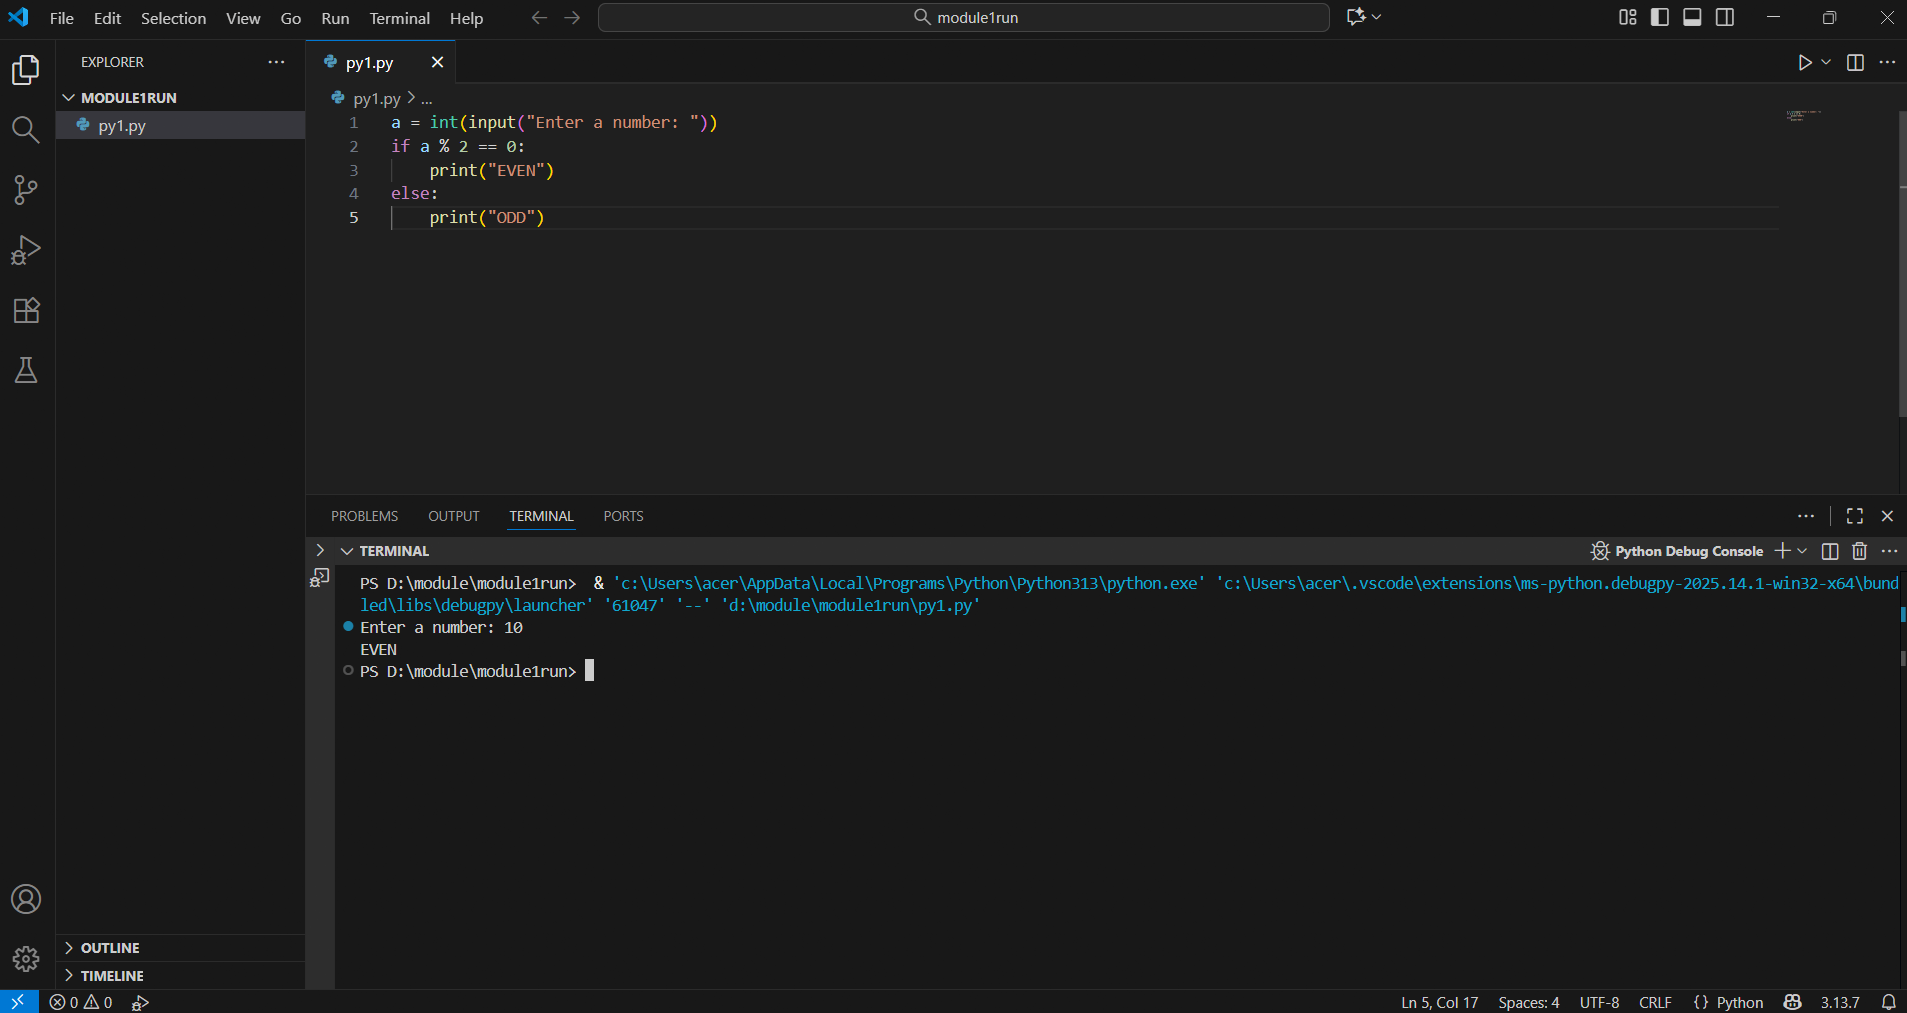 File Edit Selection View Go Run Terminal Help
module1run
EXPLORER
MODULE1RUN
py1.py
py1.py
py1.py > ...
1 a = int(input("Enter a number: "))
2 if a % 2 == 0:
3 print("EVEN")
4 else:
5 print("ODD")
PROBLEMS OUTPUT TERMINAL PORTS
TERMINAL
Python Debug Console
PS D:\module\module1run>  & 'c:\Users\acer\AppData\Local\Programs\Python\Python313\python.exe' 'c:\Users\acer\.vscode\extensions\ms-python.debugpy-2025.14.1-win32-x64\bund
led\libs\debugpy\launcher' '61047' '--' 'd:\module\module1run\py1.py'
Enter a number: 10
EVEN
PS D:\module\module1run>
OUTLINE
TIMELINE
0 0
Ln 5, Col 17 Spaces: 4 UTF-8 CRLF {} Python 3.13.7